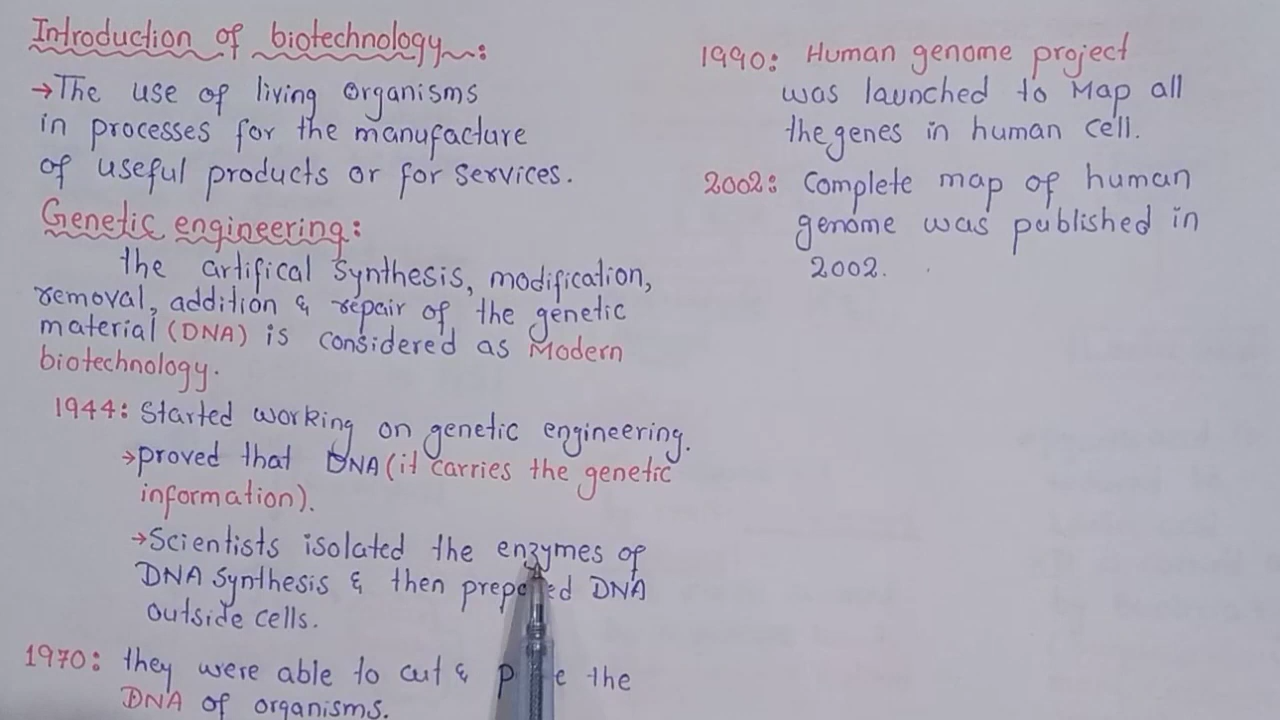 Introduction of biotechnology:
→The use of living organisms
in processes for the manufacture
of useful products or for services.
Genetic engineering:
the artifical synthesis, modification,
removal, addition & repair of the genetic
material (DNA) is considered as Modern
biotechnology.
1944: Started working on genetic engineering.
→proved that DNA (it carries the genetic
information).
→Scientists isolated the enzymes of
DNA synthesis & then DNA
outside cells.
1970: they were able to cut & the
DNA of organisms.
1990: Human genome project
was launched to Map all
the genes in human cell.
2002: Complete map of human
genome was published in
2002.